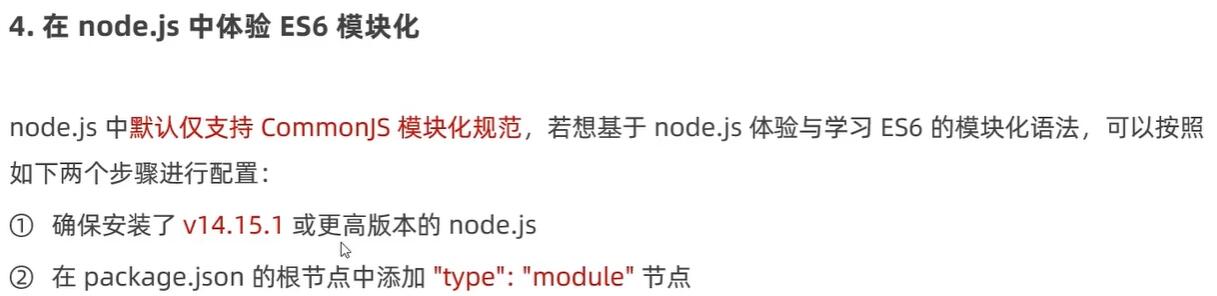 4. 在 node.js 中体验 ES6 模块化
node.js 中默认仅支持 CommonJS 模块化规范，若想基于 node.js 体验与学习 ES6 的模块化语法，可以按照
如下两个步骤进行配置：
① 确保安装了 v14.15.1 或更高版本的 node.js
② 在 package.json 的根节点中添加 "type": "module" 节点